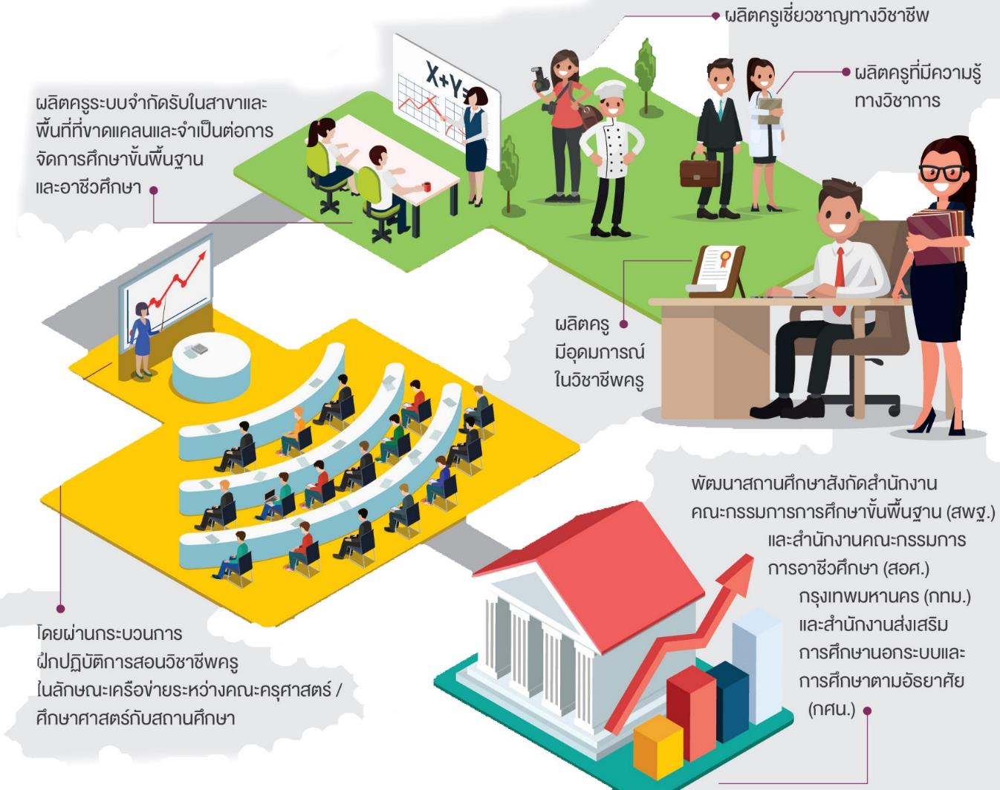 ผลิตครูเชี่ยวชาญทางวิชาชีพ
ผลิตครูที่มีความรู้
ทางวิชาการ
ผลิตครูระบบจำกัดรับในสาขาและ
พื้นที่ที่ขาดแคลนและจำเป็นต่อการ
จัดการศึกษาขั้นพื้นฐาน
และอาชีวศึกษา
X+Y=
ผลิตครู
มีอุดมการณ์
ในวิชาชีพครู
โดยผ่านกระบวนการ
ฝึกปฏิบัติการสอนวิชาชีพครู
ในลักษณะเครือข่ายระหว่างคณะครุศาสตร์ /
ศึกษาศาสตร์กับสถานศึกษา
พัฒนาสถานศึกษาสังกัดสำนักงาน
คณะกรรมการการศึกษาขั้นพื้นฐาน (สพฐ.)
และสำนักงานคณะกรรมการ
การอาชีวศึกษา (สอศ.)
กรุงเทพมหานคร (กทม.)
และสำนักงานส่งเสริม
การศึกษานอกระบบและ
การศึกษาตามอัธยาศัย
(กศน.)